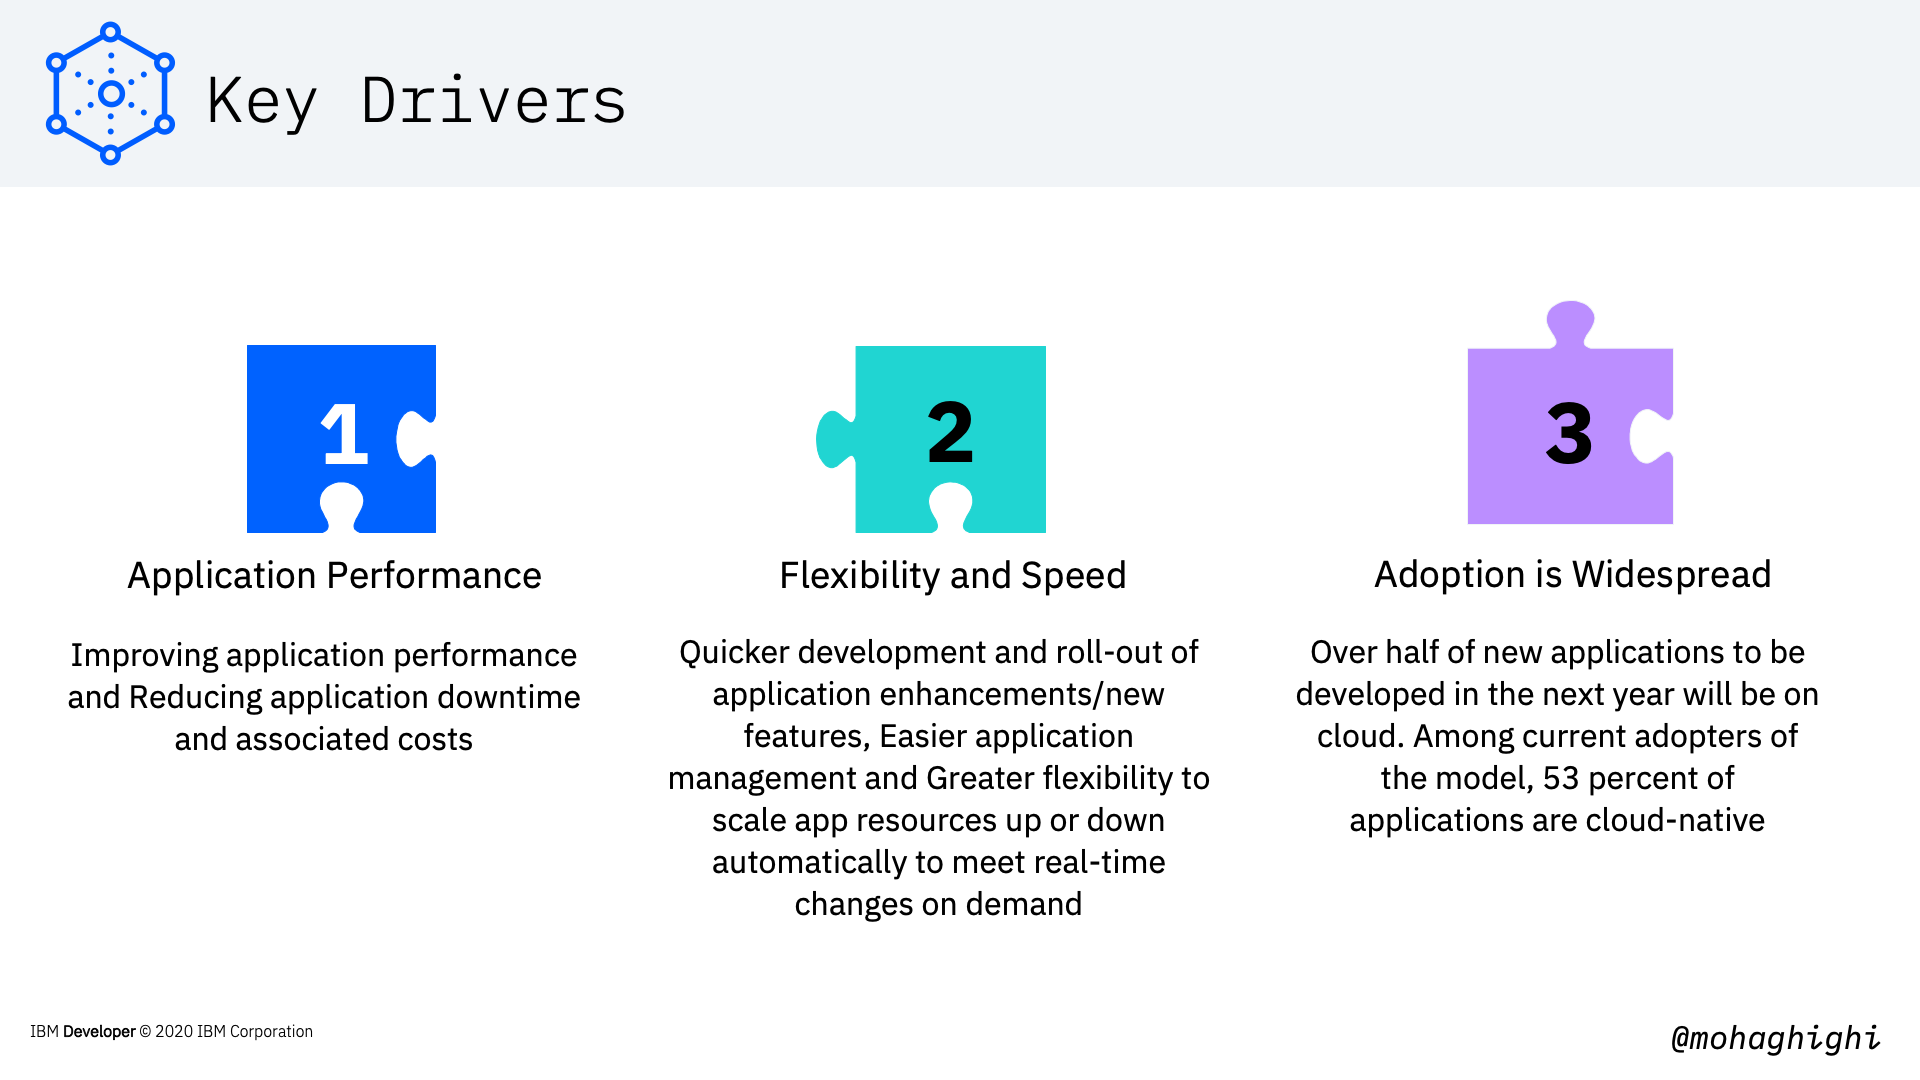 Key Drivers
1
Application Performance
Improving application performance
and Reducing application downtime
and associated costs
2
Flexibility and Speed
Quicker development and roll-out of
application enhancements/new
features, Easier application
management and Greater flexibility to
scale app resources up or down
automatically to meet real-time
changes on demand
3
Adoption is Widespread
Over half of new applications to be
developed in the next year will be on
cloud. Among current adopters of
the model, 53 percent of
applications are cloud-native
IBM Developer © 2020 IBM Corporation
@mohaghighi